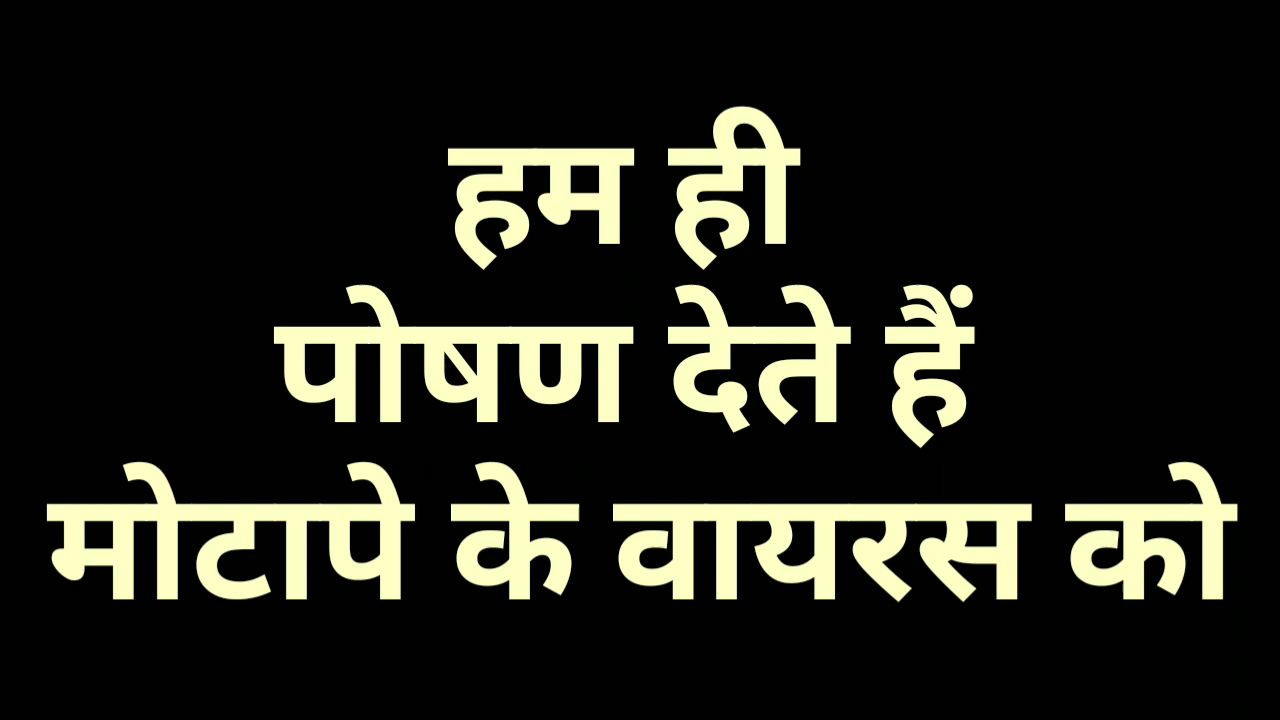 हम ही
पोषण देते हैं
मोटापे के वायरस को